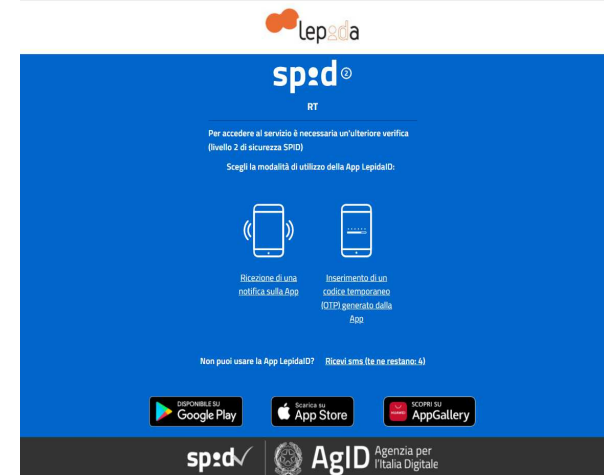 lepida
spid 2
RT
Per accedere al servizio è necessaria un'ulteriore verifica
(livello 2 di sicurezza SPID)
Scegli la modalità di utilizzo della App LepidaID:
Ricezione di una
notifica sulla App
Inserimento di un
codice temporaneo
(OTP) generato dalla
App
Non puoi usare la App LepidaID? Ricevi sms (te ne restano: 4)
DISPONIBILE SU
Google Play
Scarica su
App Store
HUAWEI
SCOPRI SU
AppGallery
spid
AgID Agenzia per
l'Italia Digitale